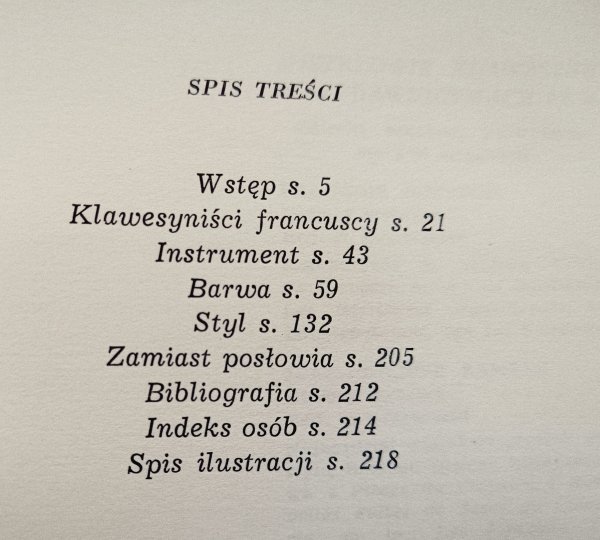 SPIS TREŚCI
Wstęp s. 5
Klawesyniści francuscy s. 21
Instrument s. 43
Barwa s. 59
Styl s. 132
Zamiast posłowia s. 205
Bibliografia s. 212
Indeks osób s. 214
Spis ilustracji s. 218